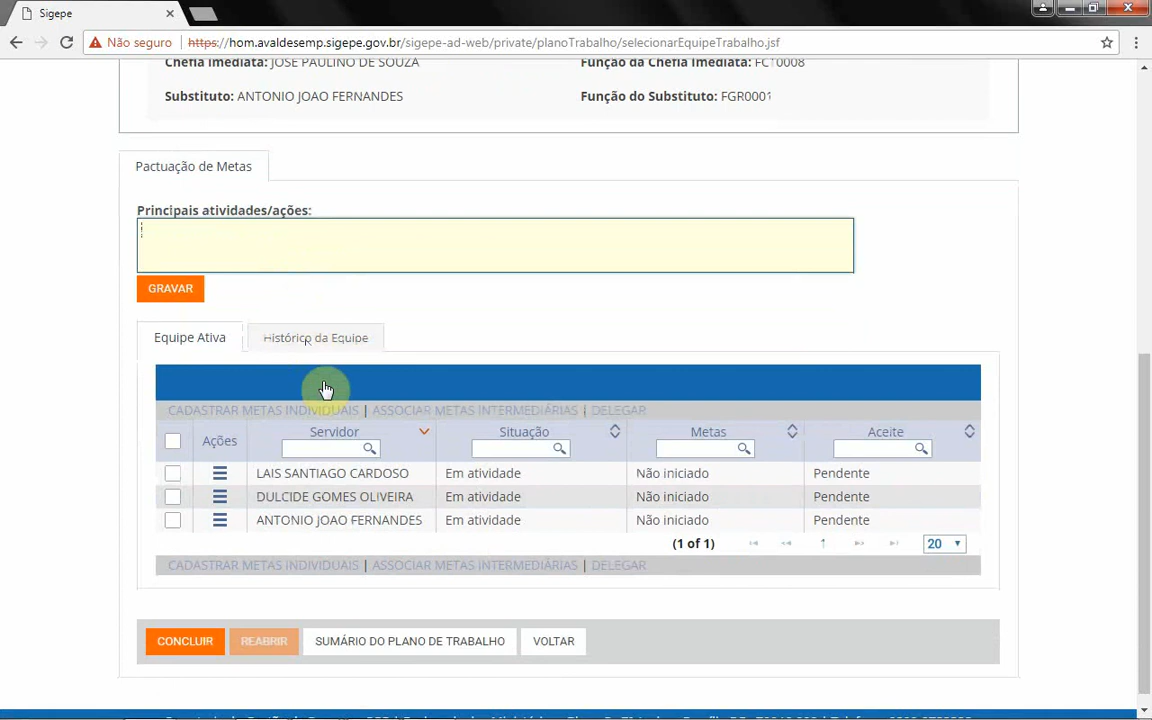 Sigepe
Não seguro https://hom.avaldesemp.sigepe.gov.br/sigepe-ad-web/private/planoTrabalho/selecionarEquipeTrabalho.jsf
Chefia Imediata: JOSE PAULINO DE SOUZA Função da Chefia Imediata: FCT0008
Substituto: ANTONIO JOAO FERNANDES Função do Substituto: FGR0001
Pactuação de Metas
Principais atividades/ações:
GRAVAR
Equipe Ativa Histórico da Equipe
CADASTRAR METAS INDIVIDUAIS | ASSOCIAR METAS INTERMEDIÁRIAS | DELEGAR
Ações Servidor Situação Metas Aceite
LAIS SANTIAGO CARDOSO Em atividade Não iniciado Pendente
DULCIDE GOMES OLIVEIRA Em atividade Não iniciado Pendente
ANTONIO JOAO FERNANDES Em atividade Não iniciado Pendente
(1 of 1) 1 20
CADASTRAR METAS INDIVIDUAIS | ASSOCIAR METAS INTERMEDIÁRIAS | DELEGAR
CONCLUIR REABRIR SUMÁRIO DO PLANO DE TRABALHO VOLTAR